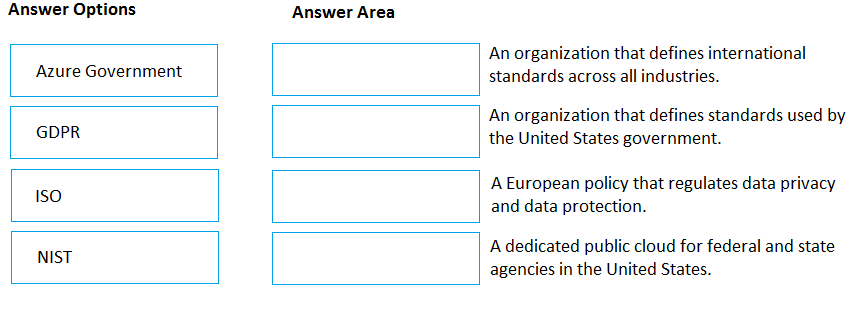 Answer Options
Answer Area
Azure Government
An organization that defines international
standards across all industries.
GDPR
An organization that defines standards used by
the United States government.
ISO
A European policy that regulates data privacy
and data protection.
NIST
A dedicated public cloud for federal and state
agencies in the United States.